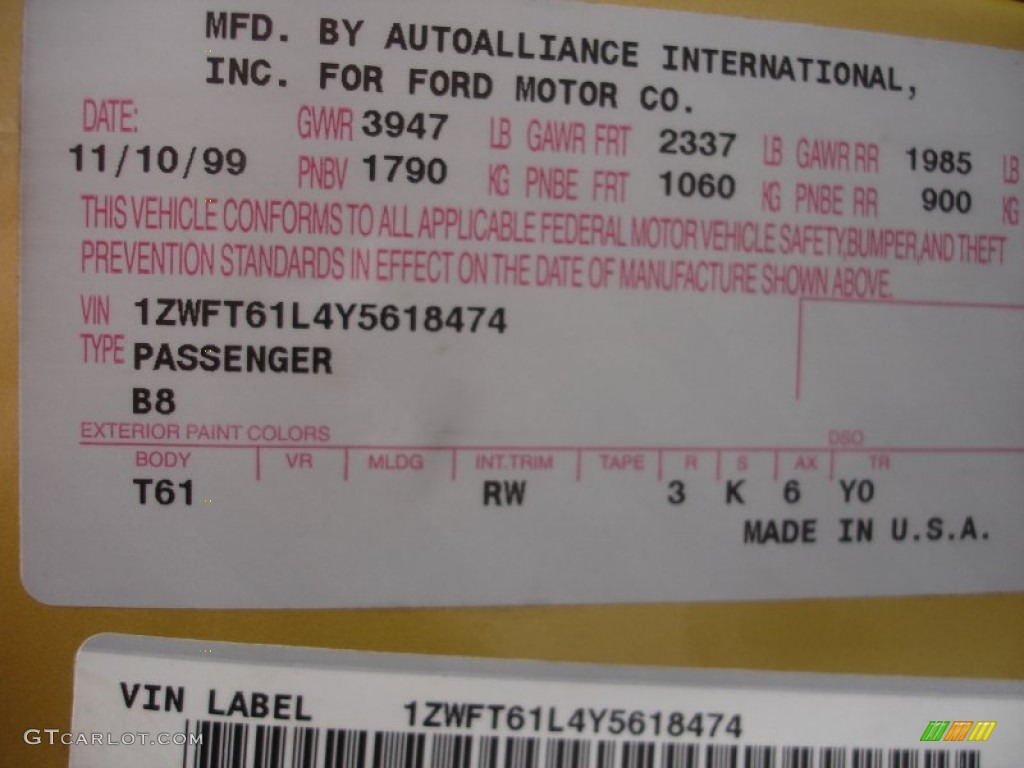 MFD. BY AUTOALLIANCE INTERNATIONAL,
INC. FOR FORD MOTOR CO.
DATE: GVWR 3947 LB GAWR FRT 2337 LB GAWR RR 1985 LB
11/10/99 PNBV 1790 KG PNBE FRT 1060 KG PNBE RR 900 KG
THIS VEHICLE CONFORMS TO ALL APPLICABLE FEDERAL MOTOR VEHICLE SAFETY,BUMPER,AND THEFT
PREVENTION STANDARDS IN EFFECT ON THE DATE OF MANUFACTURE SHOWN ABOVE.
VIN 1ZWFT61L4Y5618474
TYPE PASSENGER
B8
EXTERIOR PAINT COLORS DSO
BODY VR MLDG INT.TRIM TAPE R S AX TR
T61 RW 3 K 6 Y0
MADE IN U.S.A.
VIN LABEL 1ZWFT61L4Y5618474
GTCARLOT.COM